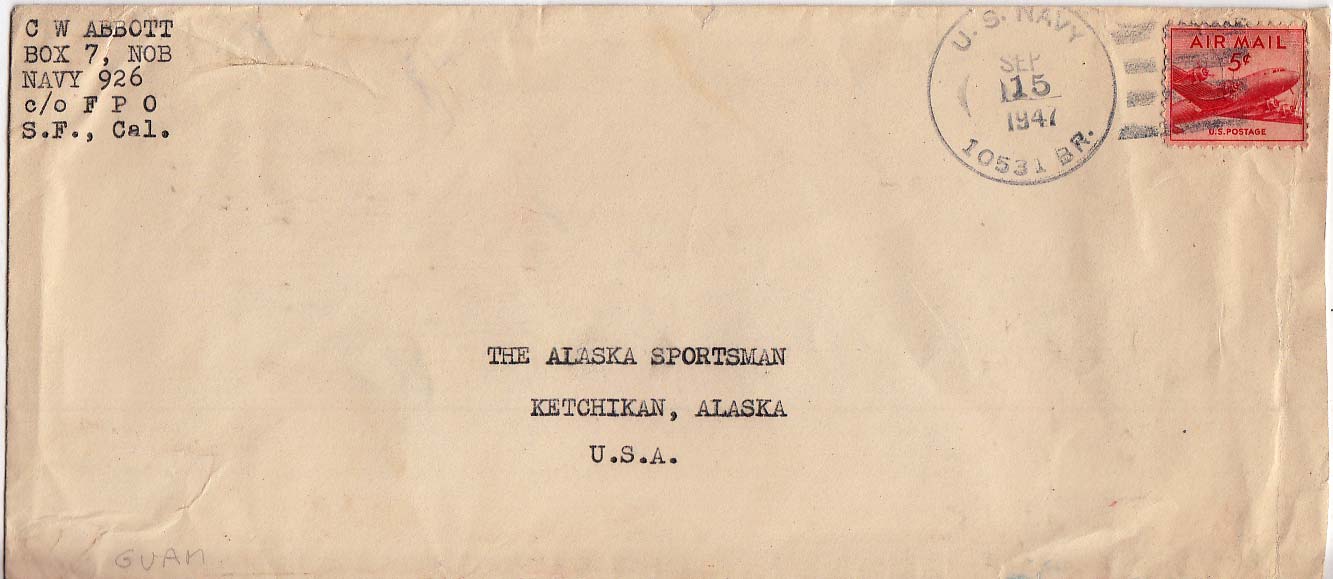 C W ABBOTT
BOX 7, NOB
NAVY 926
c/o F P O
S.F., Cal.
U. S. NAVY
SEP
15
1947
10531 BR.
AIR MAIL
5¢
U.S. POSTAGE
THE ALASKA SPORTSMAN
KETCHIKAN, ALASKA
U.S.A.
GUAM